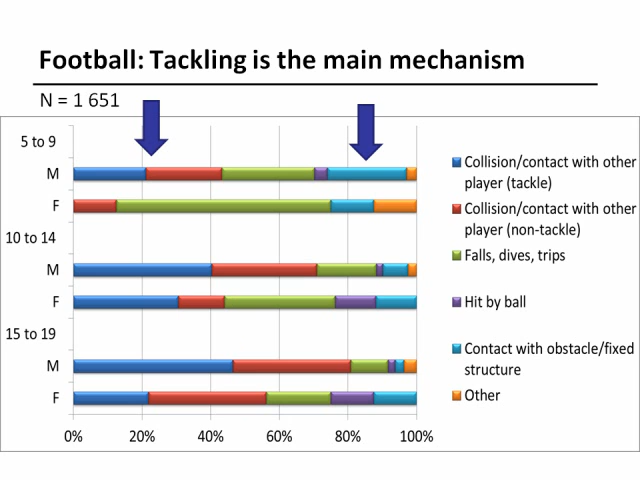 Football: Tackling is the main mechanism
N = 1 651
5 to 9
M
F
10 to 14
M
F
15 to 19
M
F
0%
20%
40%
60%
80%
100%
Collision/contact with other
player (tackle)
Collision/contact with other
player (non-tackle)
Falls, dives, trips
Hit by ball
Contact with obstacle/fixed
structure
Other